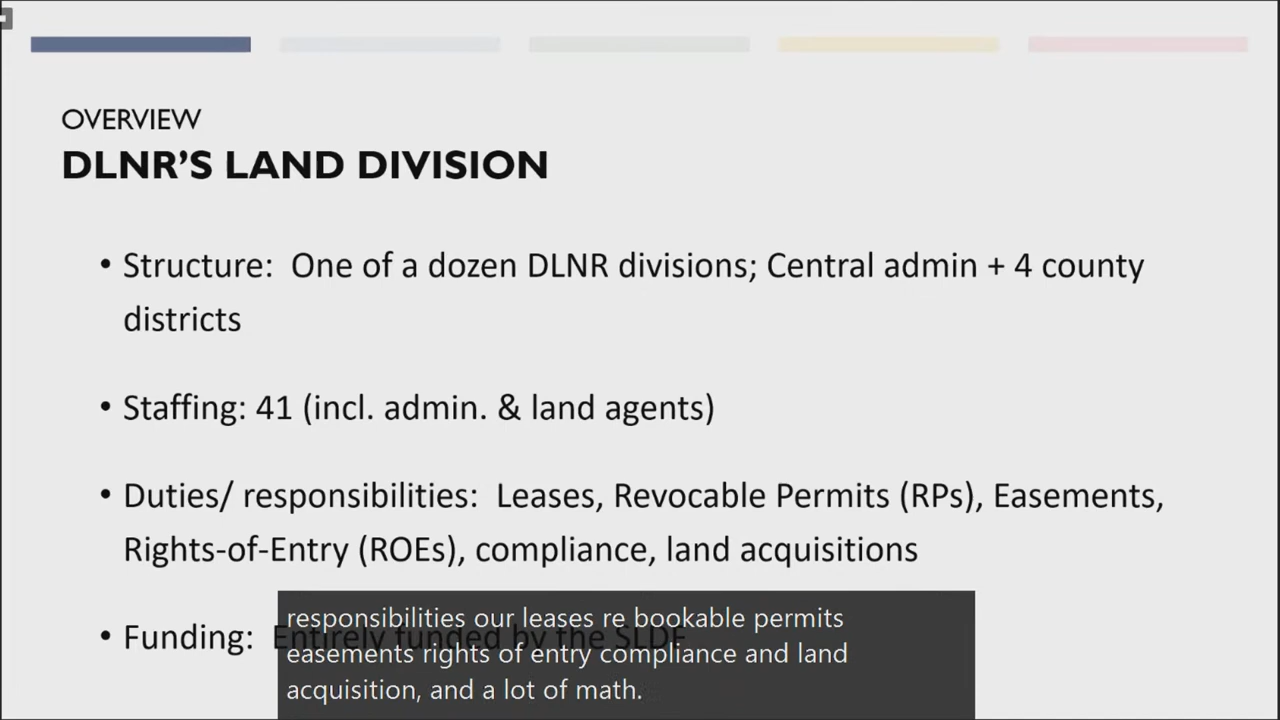 OVERVIEW
DLNR’S LAND DIVISION
• Structure:  One of a dozen DLNR divisions; Central admin + 4 county
districts
• Staffing: 41 (incl. admin. & land agents)
• Duties/ responsibilities:  Leases, Revocable Permits (RPs), Easements,
Rights-of-Entry (ROEs), compliance, land acquisitions
• Funding:  Entirely funded by the SLDF
responsibilities our leases re bookable permits
easements rights of entry compliance and land
acquisition, and a lot of math.